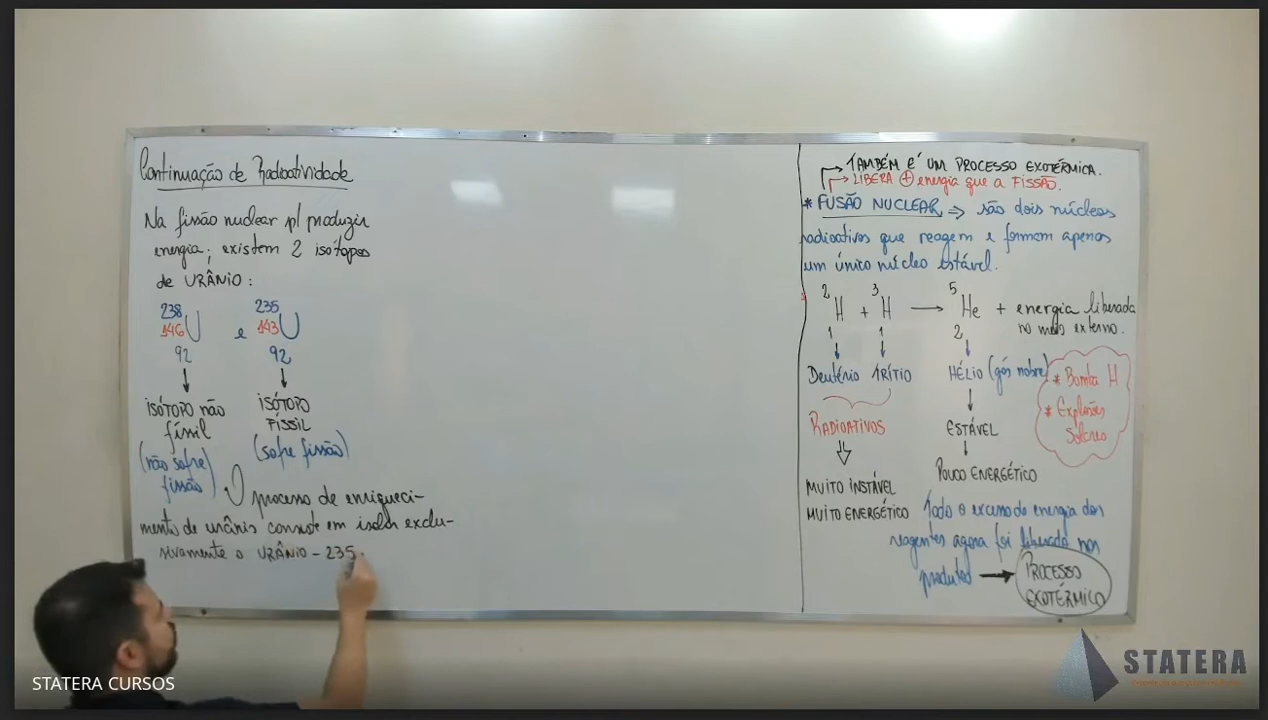 Continuação de Radioatividade
Na fissão nuclear p/ produzir
energia, existem 2 isótopos
de URÂNIO:
238 235
146 U e 143 U
92 92
ISÓTOPO não
físsil
(não sofre
fissão)
ISÓTOPO
FÍSSIL
(sofre fissão)
processo de enriqueci-
mento de urânio consiste em isolar exclu-
sivamente o URÂNIO-235.
TAMBÉM É UM PROCESSO EXOTÉRMICA.
LIBERA + energia que a FISSÃO.
* FUSÃO NUCLEAR => são dois núcleos
radioativos que reagem e formam apenas
um único núcleo estável.
2 3 5
H + H → He + energia liberada
no meio externo.
1 1 2
Deutério TRÍTIO HÉLIO (gás nobre)
* Bomba H
* Explosões
Solares
RADIOATIVOS
ESTÁVEL
MUITO INSTÁVEL
MUITO ENERGÉTICO
POUCO ENERGÉTICO
Todo o excesso de energia dos
reagentes agora foi liberado nos
produtos → PROCESSO
EXOTÉRMICO
STATERA CURSOS
STATERA